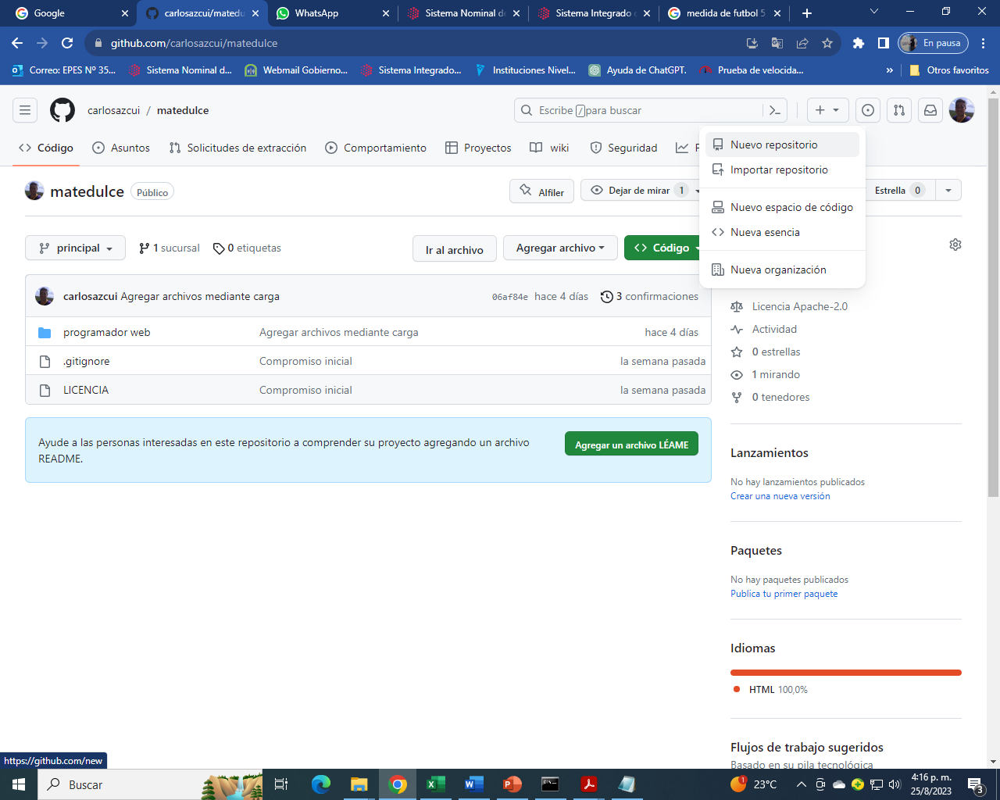 Google
carlosazcui/matedu
WhatsApp
Sistema Nominal de
Sistema Integrado
medida de futbol 5
github.com/carlosazcui/matedulce
En pausa
Correo: EPES Nº 35...
Sistema Nominal d...
Webmail Gobierno...
Sistema Integrado...
Instituciones Nivel...
Ayuda de ChatGPT.
Prueba de velocida...
»
Otros favoritos
carlosazcui / matedulce
Escribe / para buscar
Código
Asuntos
Solicitudes de extracción
Comportamiento
Proyectos
wiki
Seguridad
Nuevo repositorio
Importar repositorio
Nuevo espacio de código
Nueva esencia
Nueva organización
matedulce
Público
Alfiler
Dejar de mirar 1
Estrella 0
principal
1 sucursal
0 etiquetas
Ir al archivo
Agregar archivo
Código
carlosazcui Agregar archivos mediante carga
06af84e hace 4 días
3 confirmaciones
programador web
Agregar archivos mediante carga
hace 4 días
.gitignore
Compromiso inicial
la semana pasada
LICENCIA
Compromiso inicial
la semana pasada
Ayude a las personas interesadas en este repositorio a comprender su proyecto agregando un archivo
README.
Agregar un archivo LÉAME
Licencia Apache-2.0
Actividad
0 estrellas
1 mirando
0 tenedores
Lanzamientos
No hay lanzamientos publicados
Crear una nueva versión
Paquetes
No hay paquetes publicados
Publica tu primer paquete
Idiomas
HTML 100,0%
Flujos de trabajo sugeridos
Basado en su pila tecnológica
https://github.com/new
Buscar
1
23°C
4:16 p. m.
25/8/2023
3